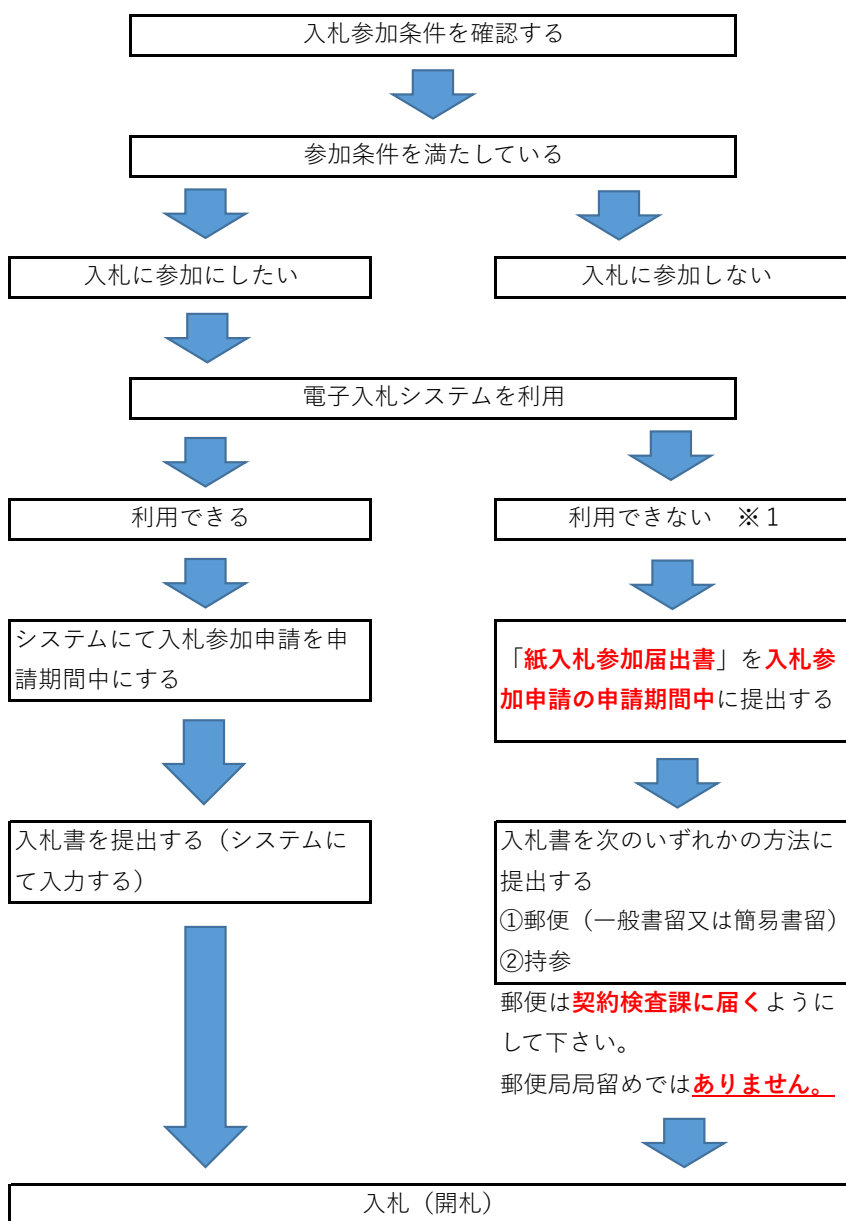 入札参加条件を確認する
参加条件を満たしている
入札に参加にしたい
入札に参加しない
電子入札システムを利用
利用できる
利用できない　※１
システムにて入札参加申請を申
請期間中にする
「紙入札参加届出書」を入札参
加申請の申請期間中に提出する
入札書を提出する（システムに
て入力する）
入札書を次のいずれかの方法に
提出する
①郵便（一般書留又は簡易書留）
②持参
郵便は契約検査課に届くように
して下さい。
郵便局局留めではありません。
入札（開札）